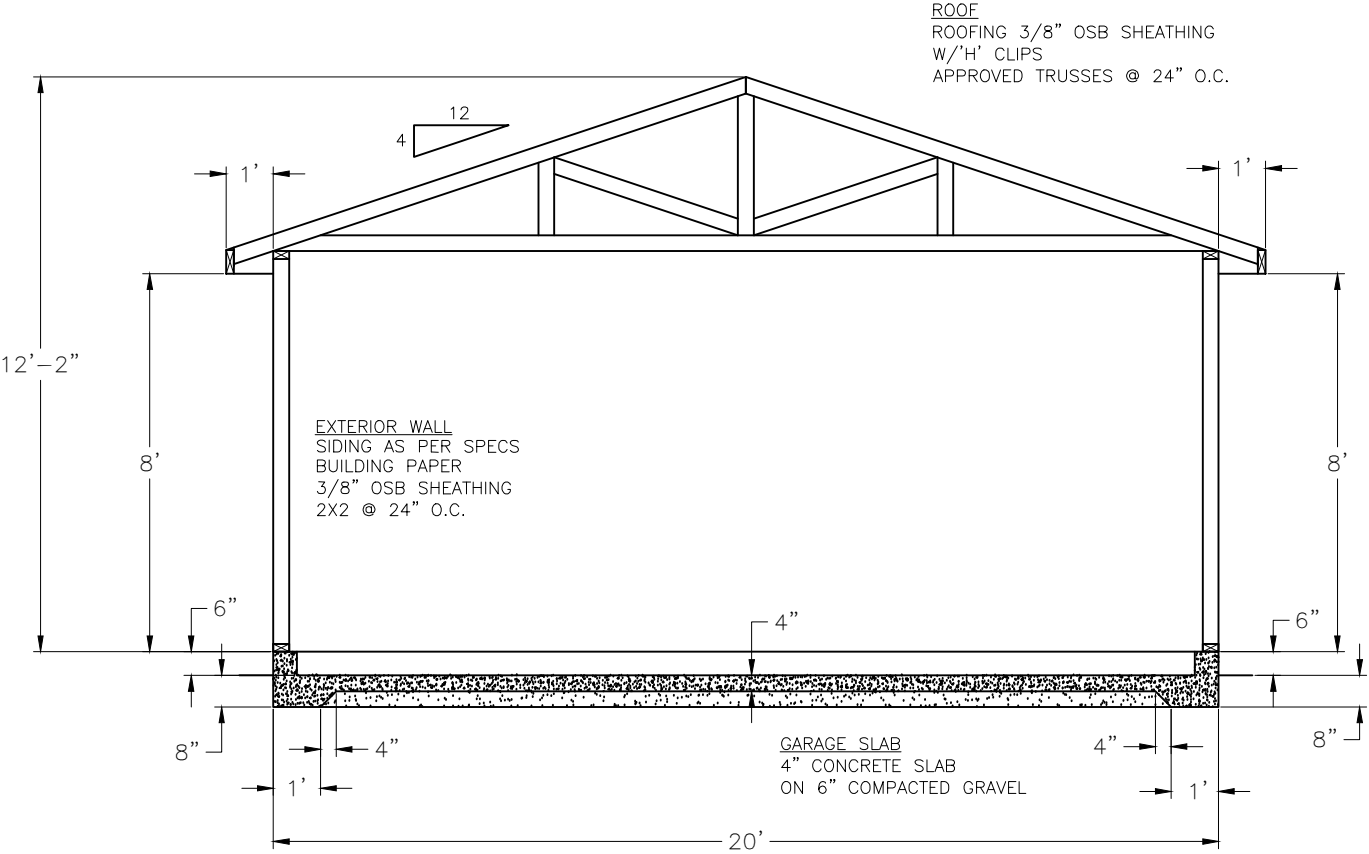 ROOF
ROOFING 3/8” OSB SHEATHING
W/'H' CLIPS
APPROVED TRUSSES @ 24” O.C.
12
4
1'
1'
12'-2”
8'
8'
EXTERIOR WALL
SIDING AS PER SPECS
BUILDING PAPER
3/8” OSB SHEATHING
2X2 @ 24” O.C.
6”
4”
6”
8”
4”
GARAGE SLAB
4” CONCRETE SLAB
ON 6” COMPACTED GRAVEL
4”
8”
1'
1'
20'